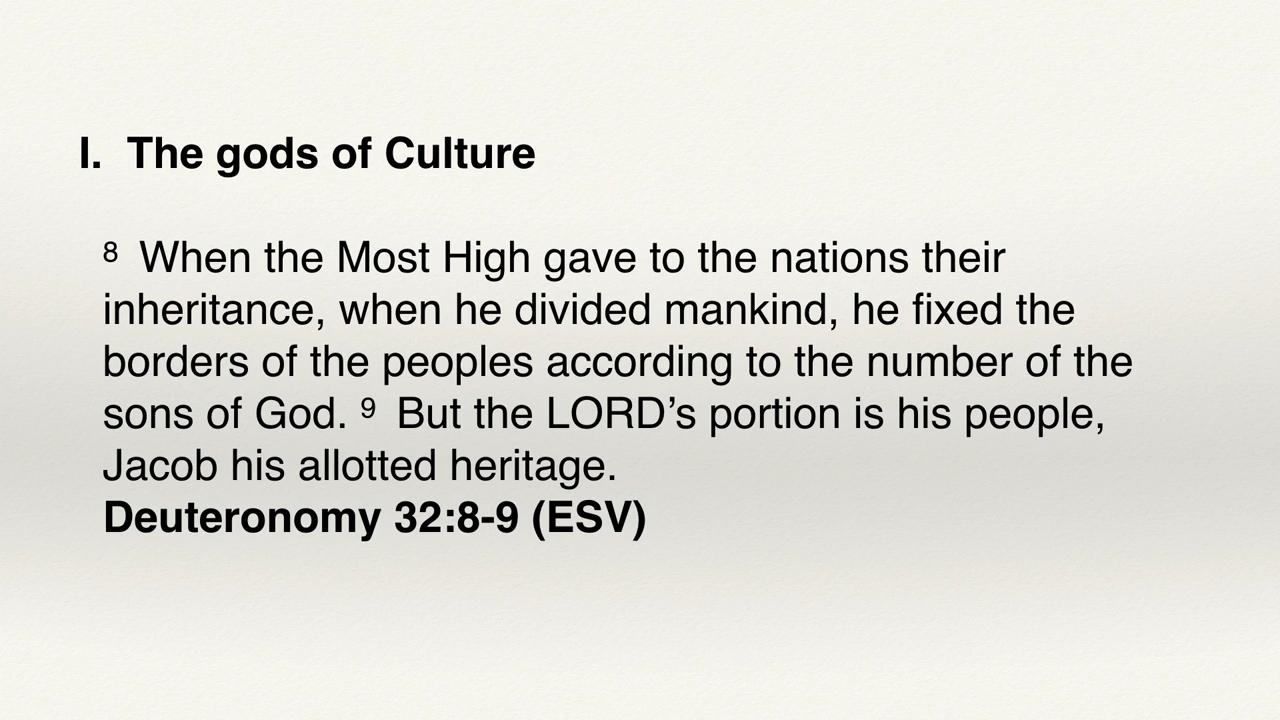 I. The gods of Culture
⁸ When the Most High gave to the nations their
inheritance, when he divided mankind, he fixed the
borders of the peoples according to the number of the
sons of God. ⁹ But the LORD’s portion is his people,
Jacob his allotted heritage.
Deuteronomy 32:8-9 (ESV)